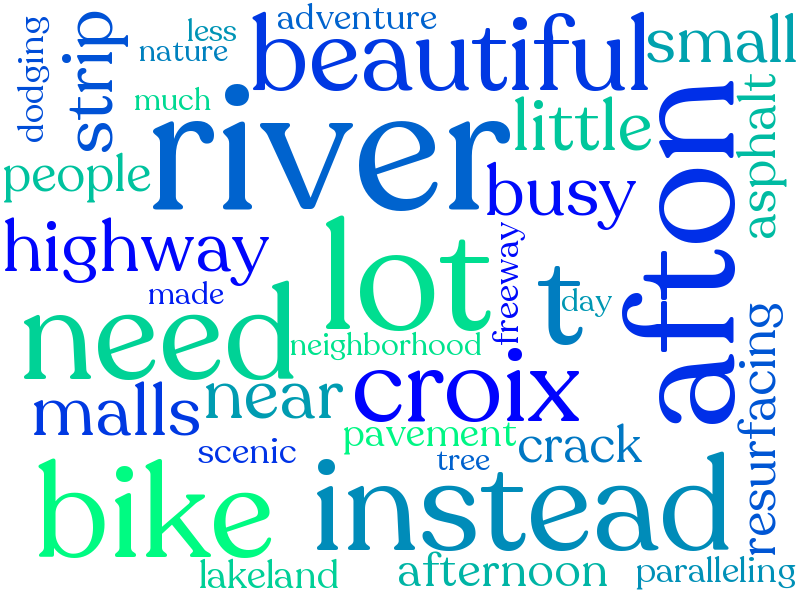 adventure
less
dodging
strip
nature
beautiful
small
much
river
little
afton
asphalt
people
busy
highway
lot
freeway
t
day
made
need
neighborhood
malls
near
croix
resurfacing
pavement
crack
scenic
tree
bike
instead
lakeland
afternoon
paralleling